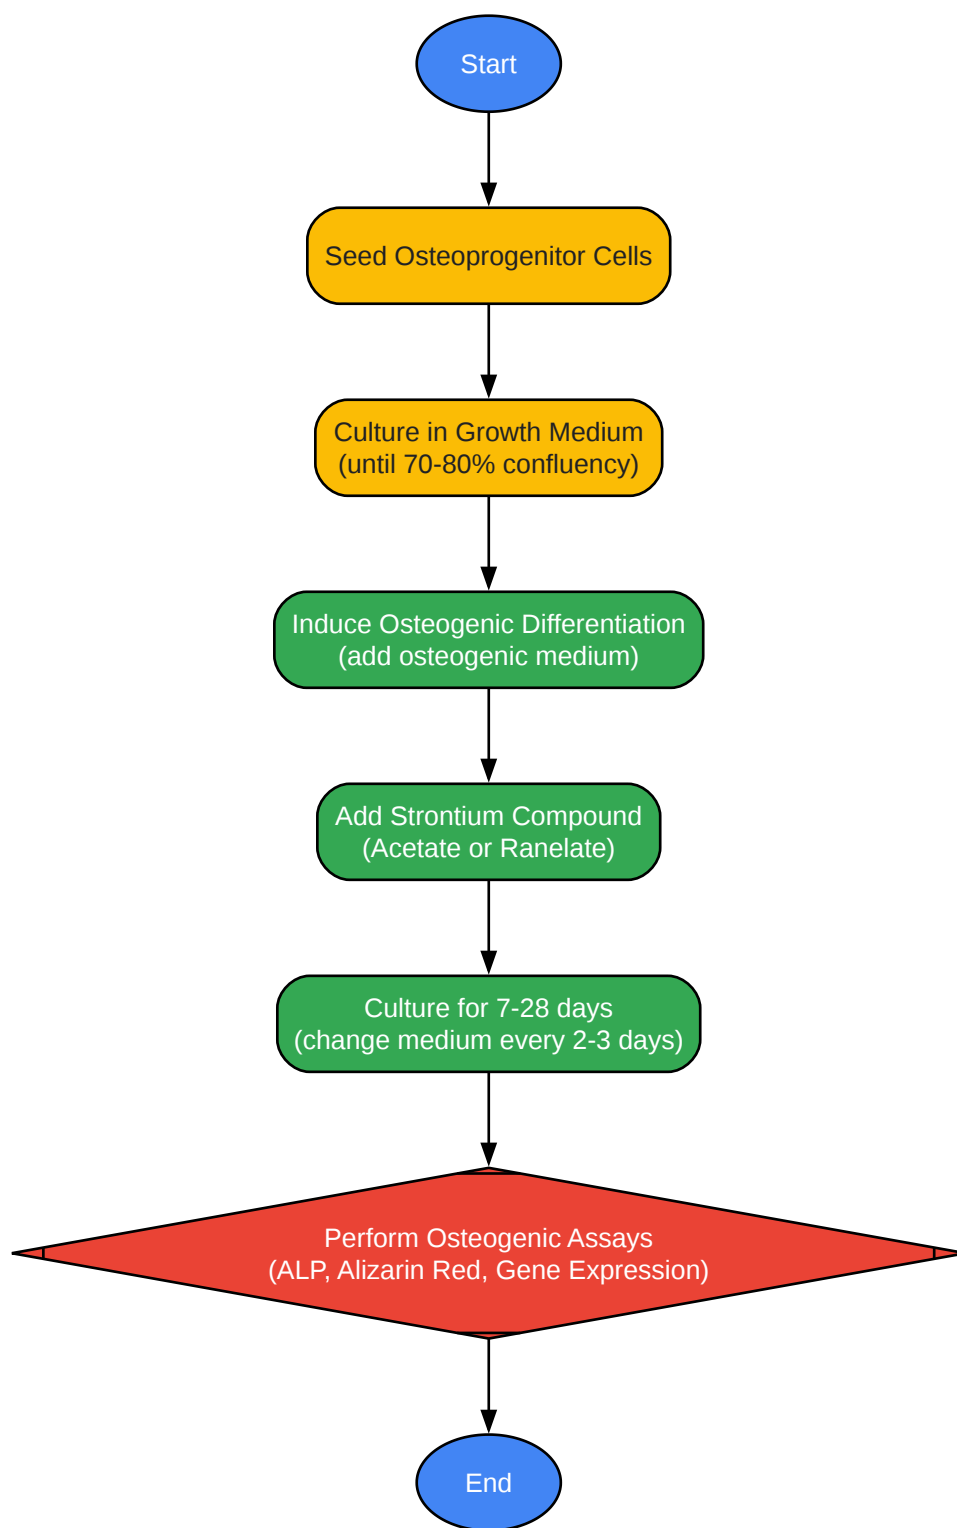 Start
Seed Osteoprogenitor Cells
Culture in Growth Medium
(until 70-80% confluency)
Induce Osteogenic Differentiation
(add osteogenic medium)
Add Strontium Compound
(Acetate or Ranelate)
Culture for 7-28 days
(change medium every 2-3 days)
Perform Osteogenic Assays
(ALP, Alizarin Red, Gene Expression)
End